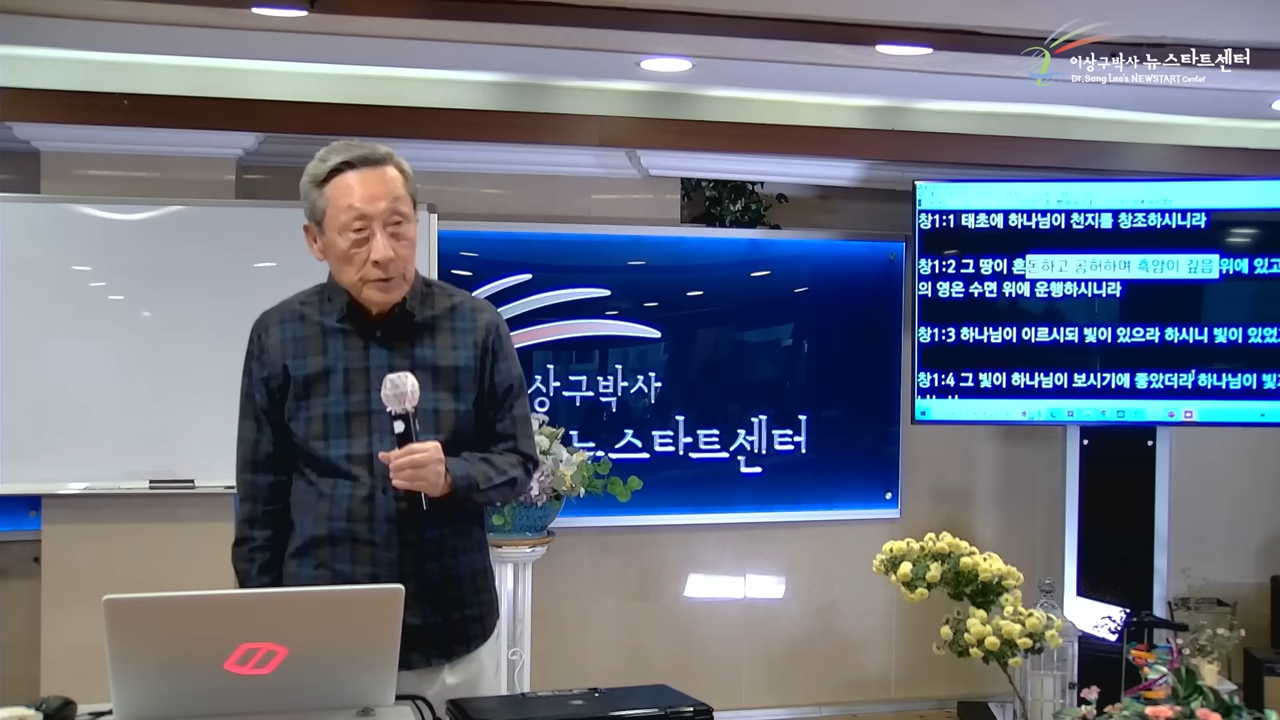 이상구박사 뉴스타트센터
Dr. Sang Lee's NEWSTART Center
창1:1 태초에 하나님이 천지를 창조하시니라
창1:2 그 땅이 혼돈하고 공허하며 흑암이 깊음 위에 있고
의 영은 수면 위에 운행하시니라
창1:3 하나님이 이르시되 빛이 있으라 하시니 빛이 있었
창1:4 그 빛이 하나님이 보시기에 좋았더라 하나님이 빛
상구박사
뉴스타트센터